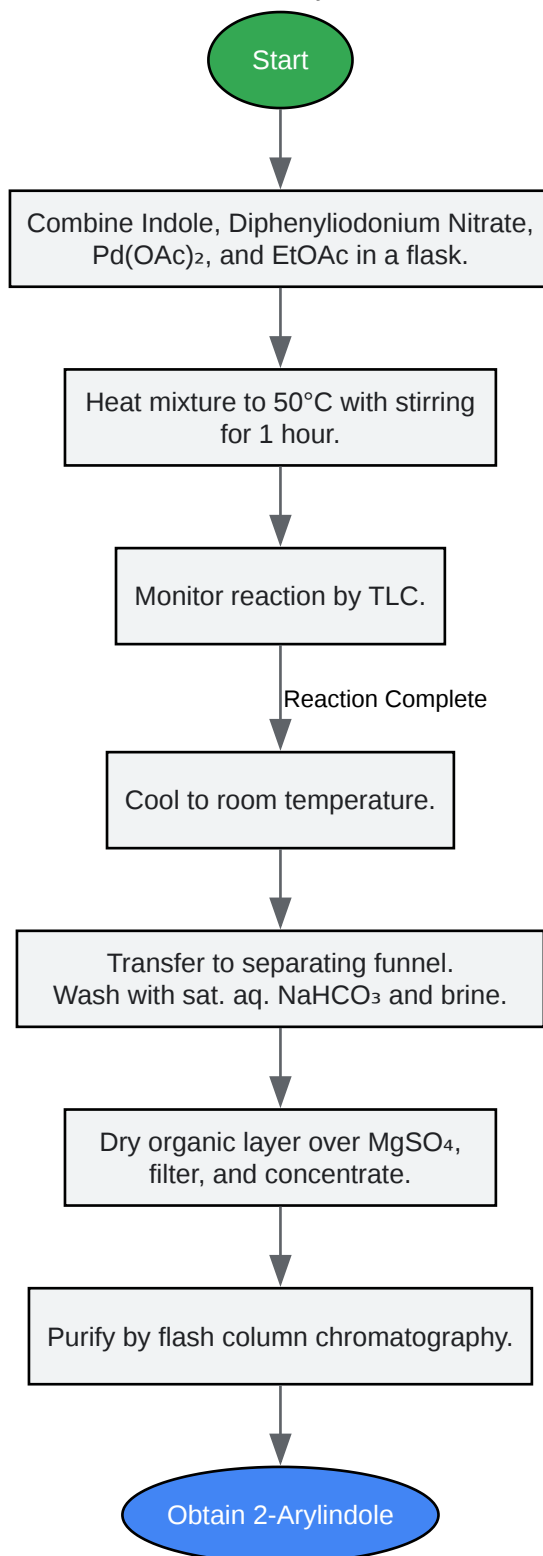 Start
Combine Indole, Diphenyliodonium Nitrate,
Pd(OAc)₂, and EtOAc in a flask.
Heat mixture to 50°C with stirring
for 1 hour.
Monitor reaction by TLC.
Reaction Complete
Cool to room temperature.
Transfer to separating funnel.
Wash with sat. aq. NaHCO₃ and brine.
Dry organic layer over MgSO₄,
filter, and concentrate.
Purify by flash column chromatography.
Obtain 2-Arylindole